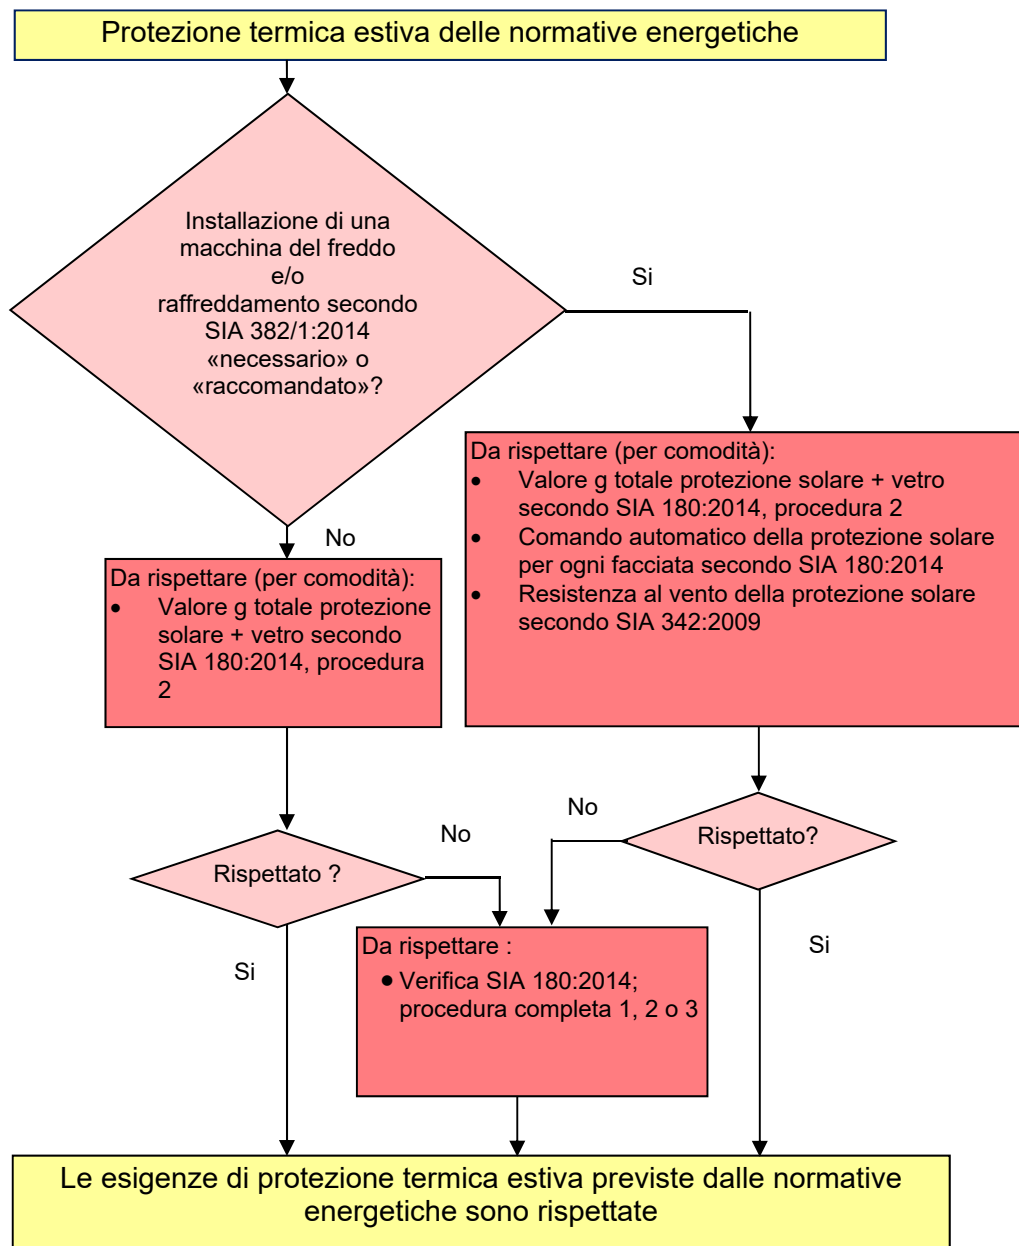 Protezione termica estiva delle normative energetiche
Installazione di una
macchina del freddo
e/o
raffreddamento secondo
SIA 382/1:2014
«necessario» o
«raccomandato»?
Si
No
Da rispettare (per comodità):
• Valore g totale protezione solare + vetro
secondo SIA 180:2014, procedura 2
• Comando automatico della protezione solare
per ogni facciata secondo SIA 180:2014
• Resistenza al vento della protezione solare
secondo SIA 342:2009
Da rispettare (per comodità):
• Valore g totale protezione
solare + vetro secondo
SIA 180:2014, procedura
2
Rispettato ?
No
No
Rispettato?
Si
Si
Da rispettare :
• Verifica SIA 180:2014;
procedura completa 1, 2 o 3
Le esigenze di protezione termica estiva previste dalle normative
energetiche sono rispettate